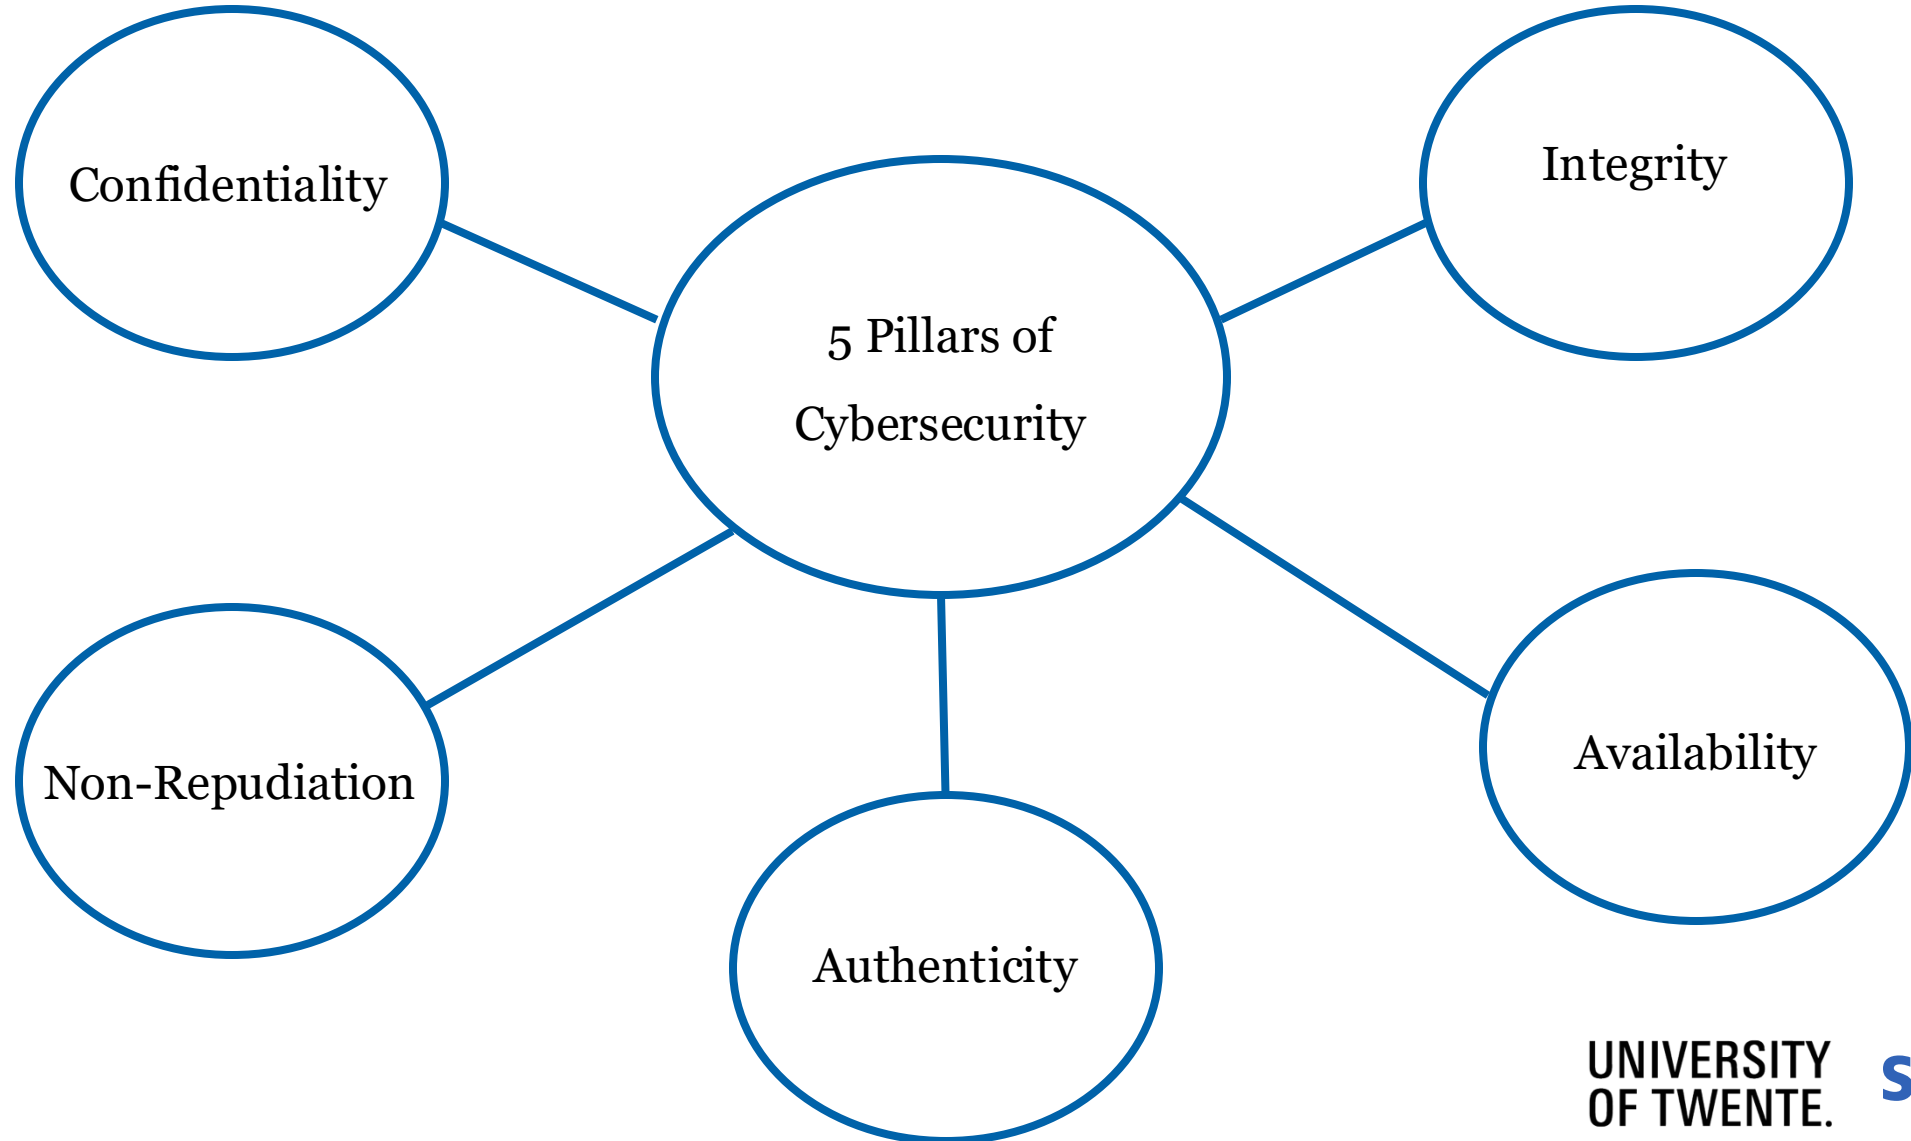 Confidentiality
Integrity
5 Pillars of
Cybersecurity
Non-Repudiation
Availability
Authenticity
UNIVERSITY
OF TWENTE.
S